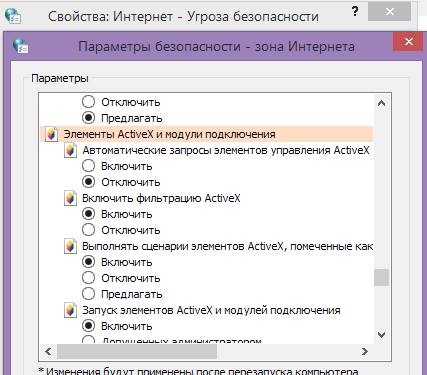 Свойства: Интернет - Угроза безопасности
?
Параметры безопасности - зона Интернета
Параметры
Отключить
Предлагать
Элементы ActiveX и модули подключения
Автоматические запросы элементов управления ActiveX
Включить
Отключить
Включить фильтрацию ActiveX
Включить
Отключить
Выполнять сценарии элементов ActiveX, помеченные как
Включить
Отключить
Предлагать
Запуск элементов ActiveX и модулей подключения
Включить
Допущенных администратором
* Изменения будут применены после перезапуска компьютера